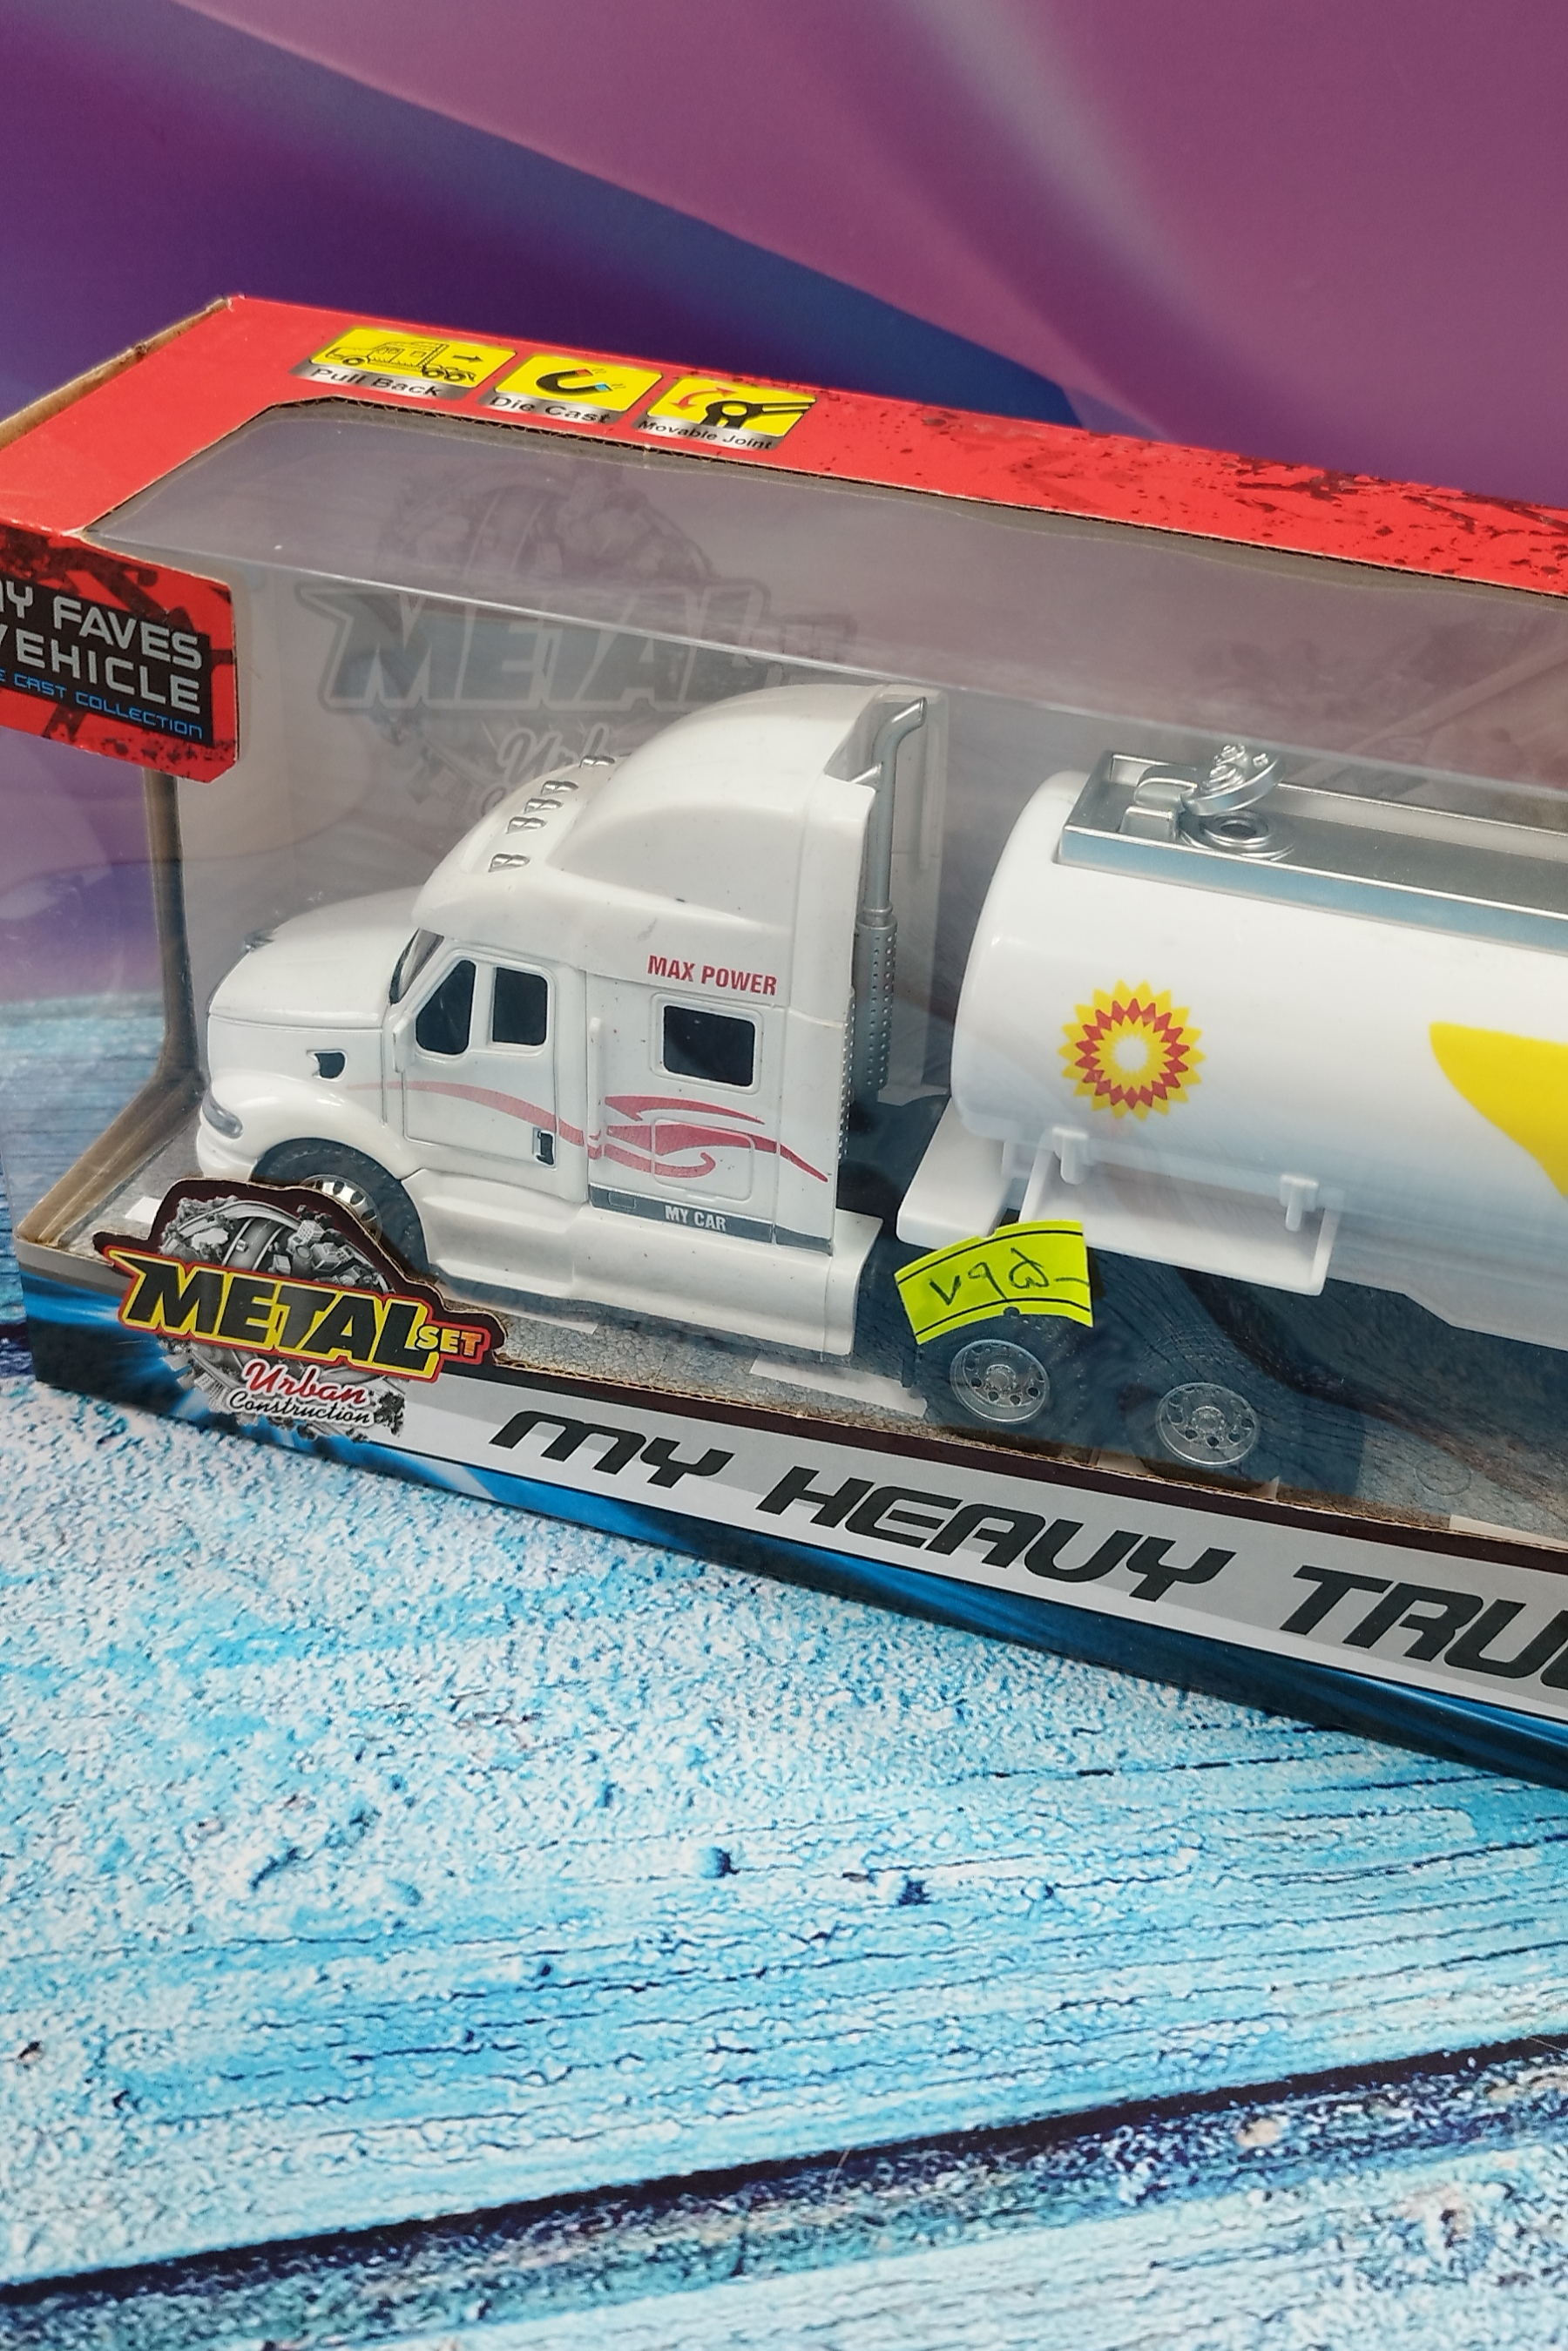 Pull Back
Die Cast
Movable Joint
MY FAVES
VEHICLE
CAST COLLECTION
METAL
MAX POWER
MY CAR
METAL SET
Urban
Construction
MY HEAVY